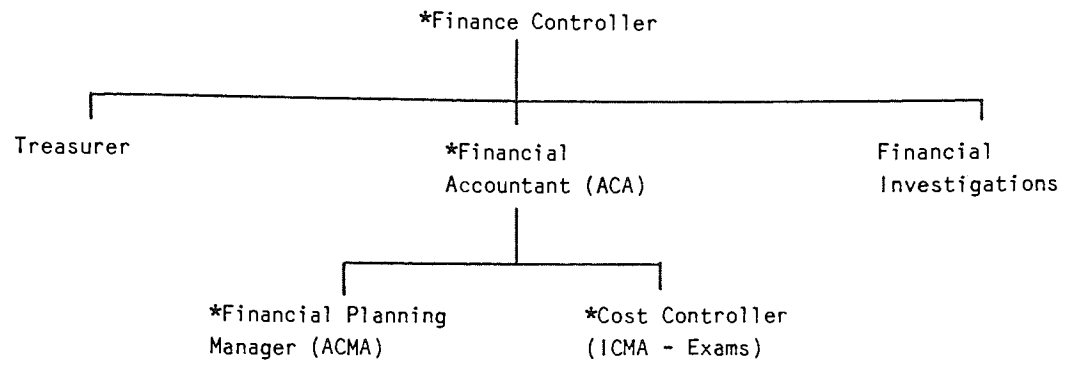 *Finance Controller
Treasurer
*Financial
Accountant (ACA)
Financial
Investigations
*Financial Planning
Manager (ACMA)
*Cost Controller
(ICMA - Exams)